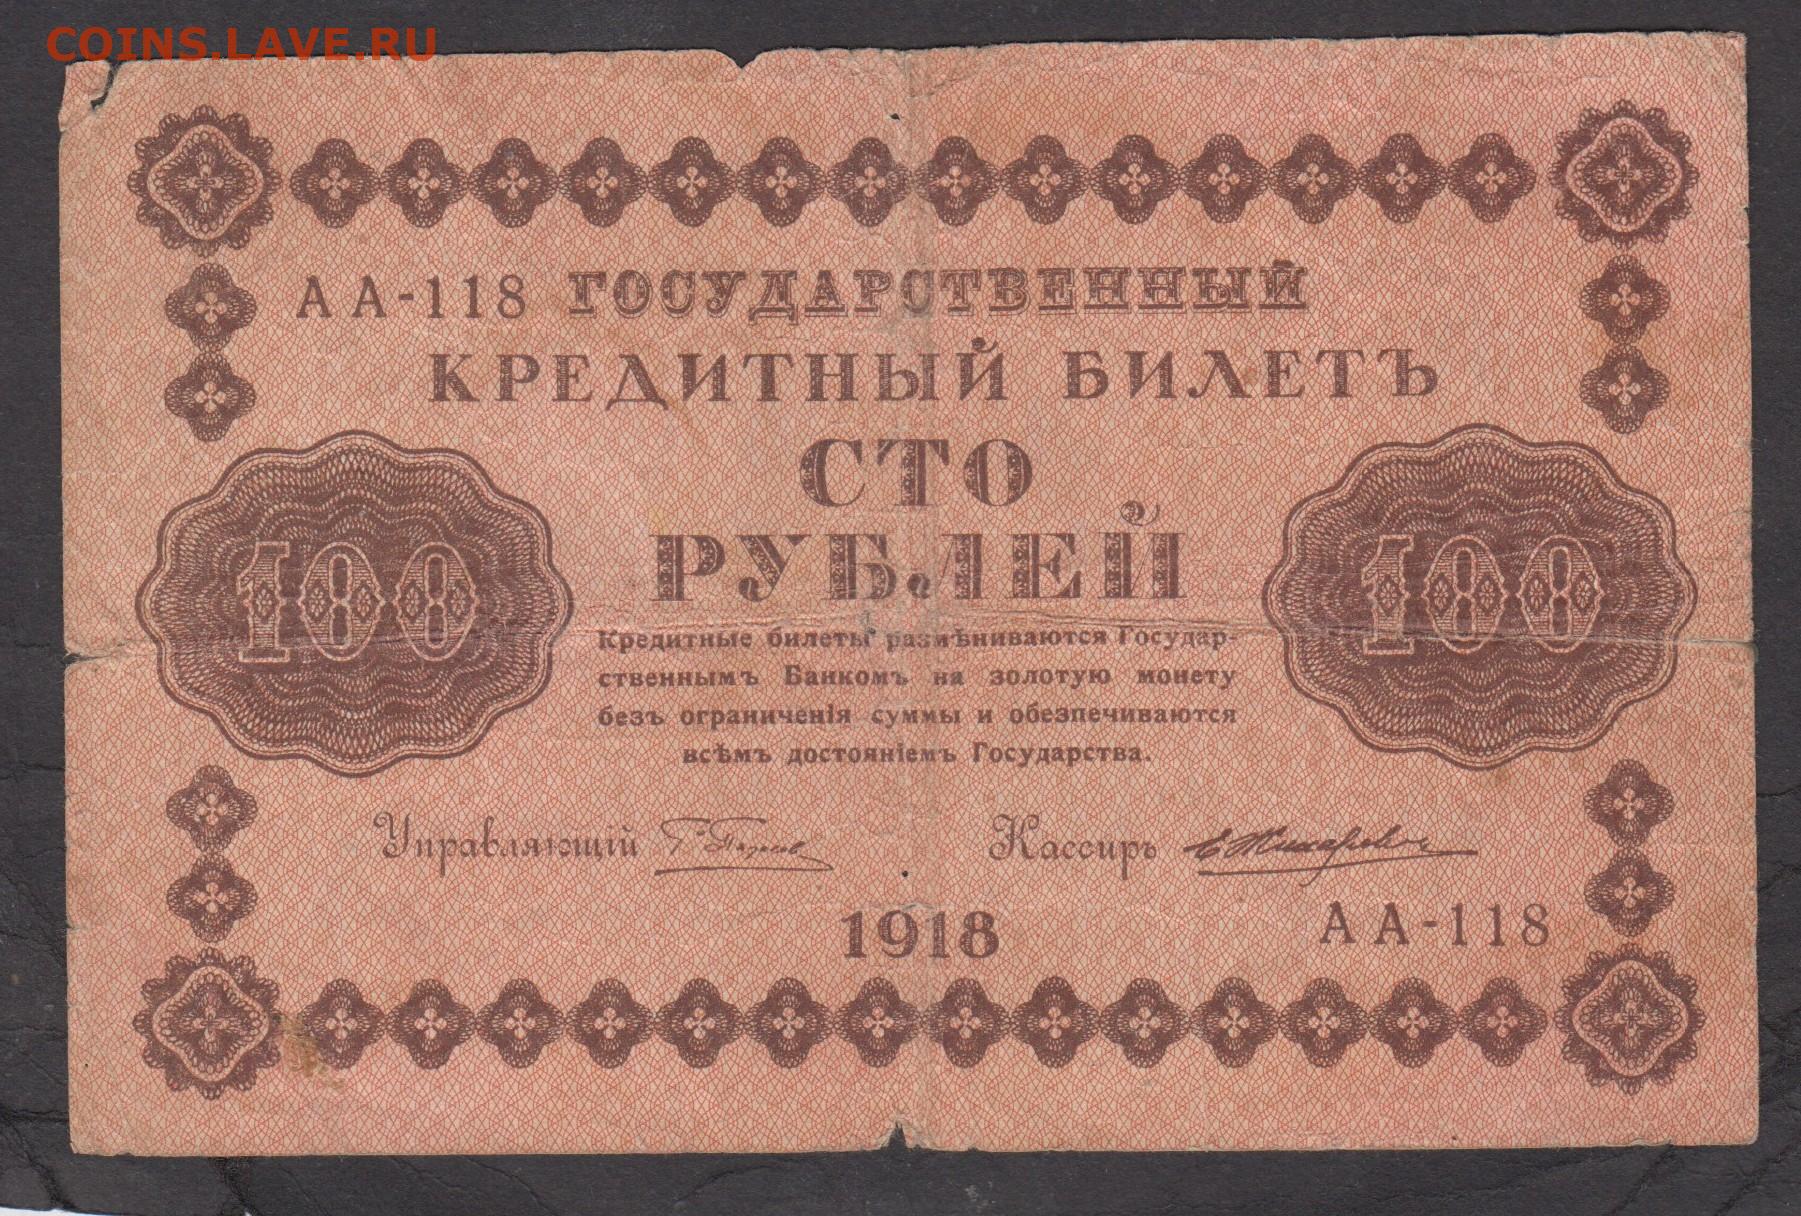 COINS.LAVE.RU
АА-118 ГОСУДАРСТВЕННЫЙ
КРЕДИТНЫЙ БИЛЕТЪ
СТО
РУБЛЕЙ
100
100
Кредитные билеты размѣниваются Государ-
ственнымъ Банкомъ на золотую монету
безъ ограниченія суммы и обезпечиваются
всѣмъ достояніемъ Государства.
Управляющій
Кассиръ
1918
АА-118